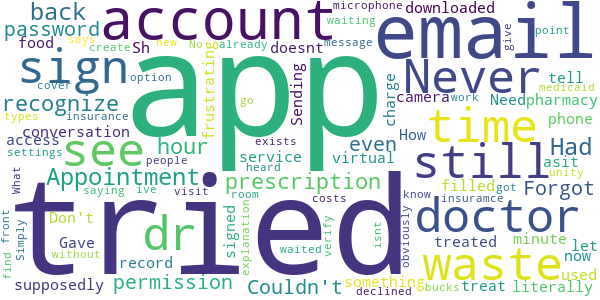 back
account
microphone
waiting
downloaded
email
password
food
says
create
new
No
already
message
give
point
Sh
doesnt
sign
app
Never
cover
option
frustrating
go
Sending
charge
camera
work
tell
medicaid
recognize
types
insurance
Need
pharmacy
conversation
exists
even
How
time
phone
access
settings
see
hour
service
virtual
still
Had
people
heard
asit
unity
What
saying
ive
Appointment
visit
room
prescription
costs
know
got
insuramce
filled
Forgot
tried
Don't
dr
signed
explanation
verify
isnt
obviously
doctor
find
front
Simply
Gave
without
waited
treated
minute
let
now
record
Couldn't
something
waste
used
supposedly
permission
declined
bucks
treat
literally